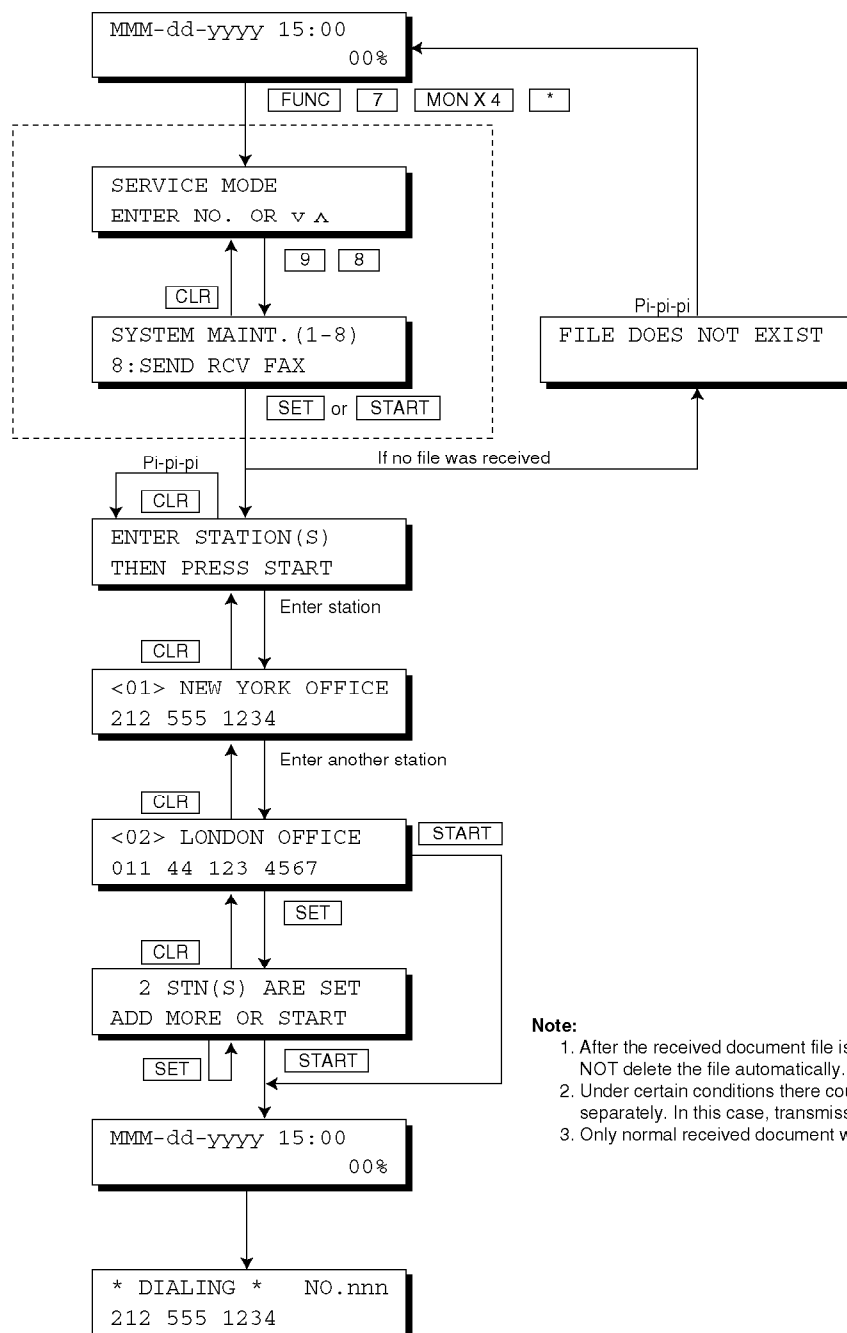 MMM-dd-yyyy 15:00
00%
FUNC 7 MON X 4 *
SERVICE MODE
ENTER NO. OR ∨ ∧
9 8
CLR
SYSTEM MAINT.(1-8)
8:SEND RCV FAX
SET or START
Pi-pi-pi
FILE DOES NOT EXIST
If no file was received
Pi-pi-pi
CLR
ENTER STATION(S)
THEN PRESS START
Enter station
CLR
<01> NEW YORK OFFICE
212 555 1234
Enter another station
CLR
<02> LONDON OFFICE
011 44 123 4567
START
SET
CLR
2 STN(S) ARE SET
ADD MORE OR START
SET
START
Note:
1. After the received document file is
NOT delete the file automatically.
2. Under certain conditions there cou
separately. In this case, transmiss
3. Only normal received document w
MMM-dd-yyyy 15:00
00%
* DIALING * NO.nnn
212 555 1234